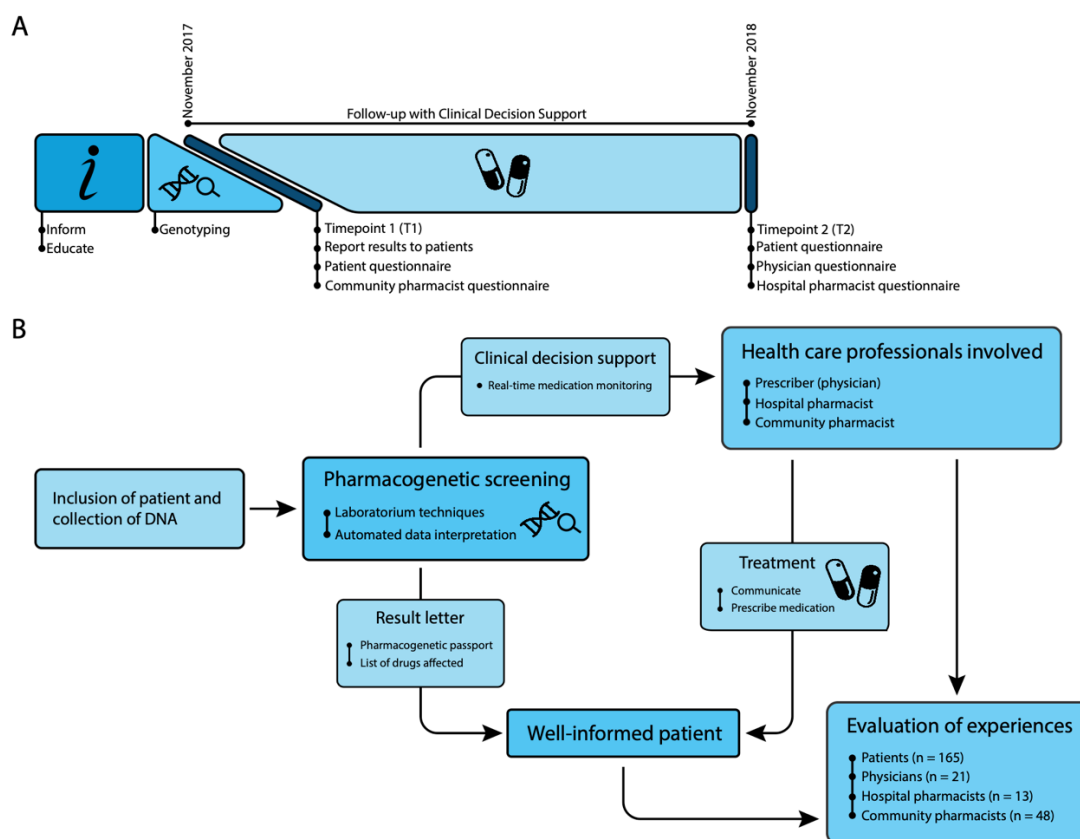 A
November 2017
November 2018
Follow-up with Clinical Decision Support
i
Inform
Educate
Genotyping
Timepoint 1 (T1)
Report results to patients
Patient questionnaire
Community pharmacist questionnaire
Timepoint 2 (T2)
Patient questionnaire
Physician questionnaire
Hospital pharmacist questionnaire
B
Inclusion of patient and
collection of DNA
Pharmacogenetic screening
Laboratorium techniques
Automated data interpretation
Clinical decision support
Real-time medication monitoring
Health care professionals involved
Prescriber (physician)
Hospital pharmacist
Community pharmacist
Result letter
Pharmacogenetic passport
List of drugs affected
Treatment
Communicate
Prescribe medication
Well-informed patient
Evaluation of experiences
Patients (n = 165)
Physicians (n = 21)
Hospital pharmacists (n = 13)
Community pharmacists (n = 48)